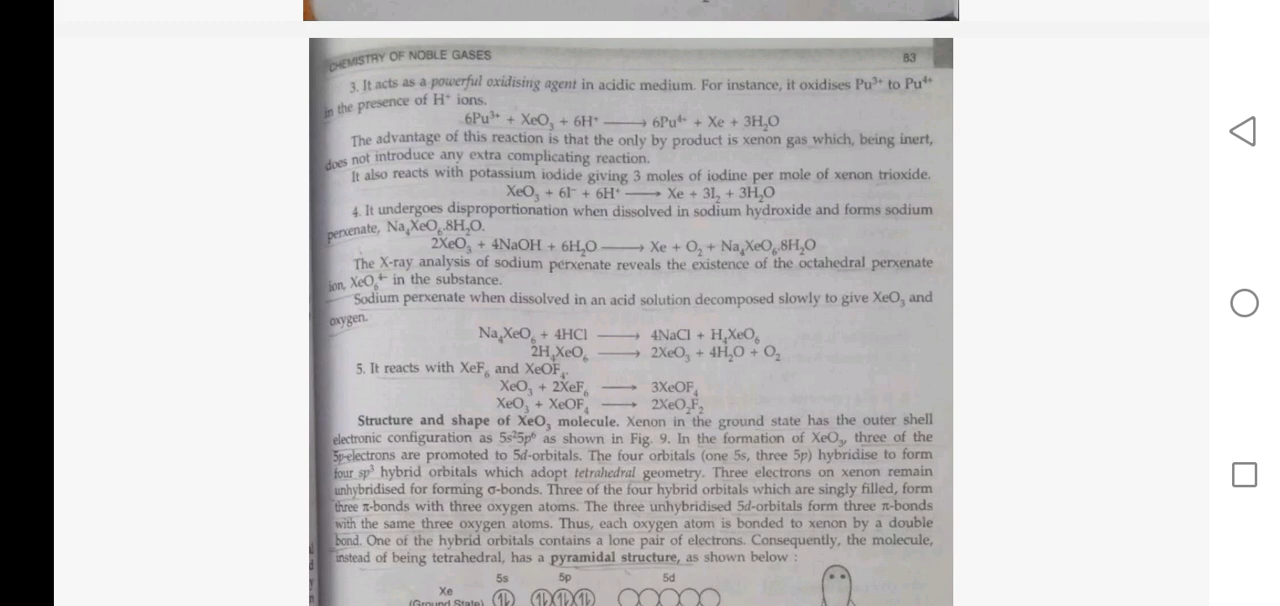 CHEMISTRY OF NOBLE GASES 83
3. It acts as a powerful oxidising agent in acidic medium. For instance, it oxidises Pu³⁺ to Pu⁴⁺
in the presence of H⁺ ions.
6Pu³⁺ + XeO₃ + 6H⁺ ⟶ 6Pu⁴⁺ + Xe + 3H₂O
The advantage of this reaction is that the only by product is xenon gas which, being inert,
does not introduce any extra complicating reaction.
It also reacts with potassium iodide giving 3 moles of iodine per mole of xenon trioxide.
XeO₃ + 6I⁻ + 6H⁺ ⟶ Xe + 3I₂ + 3H₂O
4. It undergoes disproportionation when dissolved in sodium hydroxide and forms sodium
perxenate, Na₄XeO₆.8H₂O.
2XeO₃ + 4NaOH + 6H₂O ⟶ Xe + O₂ + Na₄XeO₆.8H₂O
The X-ray analysis of sodium perxenate reveals the existence of the octahedral perxenate
ion, XeO₆⁴⁻ in the substance.
Sodium perxenate when dissolved in an acid solution decomposed slowly to give XeO₃ and
oxygen.
Na₄XeO₆ + 4HCl ⟶ 4NaCl + H₄XeO₆
2H₄XeO₆ ⟶ 2XeO₃ + 4H₂O + O₂
5. It reacts with XeF₆ and XeOF₄.
XeO₃ + 2XeF₆ ⟶ 3XeOF₄
XeO₃ + XeOF₄ ⟶ 2XeO₂F₂
Structure and shape of XeO₃ molecule. Xenon in the ground state has the outer shell
electronic configuration as 5s²5p⁶ as shown in Fig. 9. In the formation of XeO₃, three of the
5p-electrons are promoted to 5d-orbitals. The four orbitals (one 5s, three 5p) hybridise to form
four sp³ hybrid orbitals which adopt tetrahedral geometry. Three electrons on xenon remain
unhybridised for forming σ-bonds. Three of the four hybrid orbitals which are singly filled, form
three π-bonds with three oxygen atoms. The three unhybridised 5d-orbitals form three π-bonds
with the same three oxygen atoms. Thus, each oxygen atom is bonded to xenon by a double
bond. One of the hybrid orbitals contains a lone pair of electrons. Consequently, the molecule,
instead of being tetrahedral, has a pyramidal structure, as shown below :
5s 5p 5d
Xe
(Ground State)